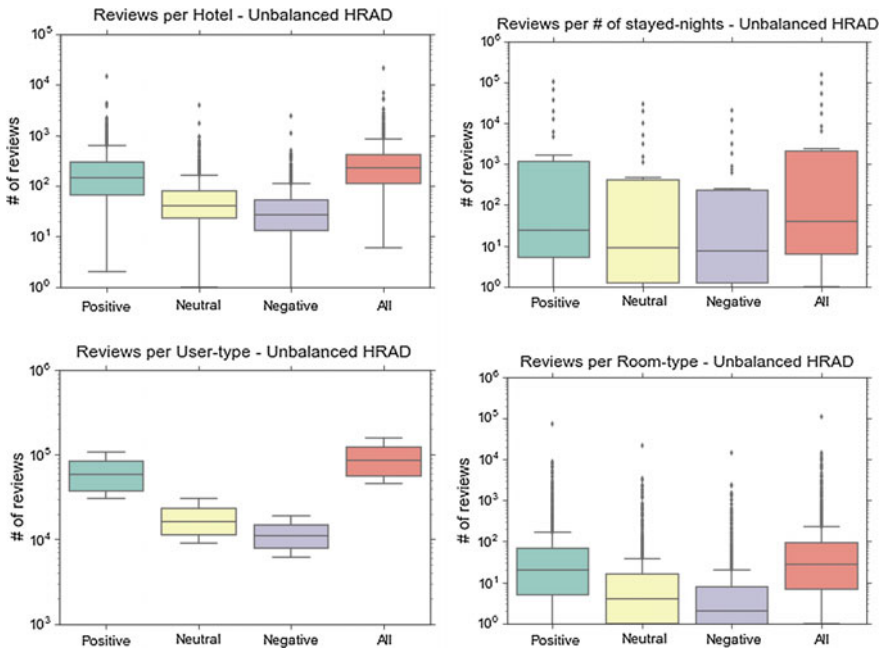 Reviews per Hotel - Unbalanced HRAD
10^5
10^4
10^3
10^2
10^1
10^0
# of reviews
Positive Neutral Negative All
Reviews per # of stayed-nights - Unbalanced HRAD
10^6
10^5
10^4
10^3
10^2
10^1
10^0
# of reviews
Positive Neutral Negative All
Reviews per User-type - Unbalanced HRAD
10^6
10^5
10^4
10^3
# of reviews
Positive Neutral Negative All
Reviews per Room-type - Unbalanced HRAD
10^6
10^5
10^4
10^3
10^2
10^1
10^0
# of reviews
Positive Neutral Negative All